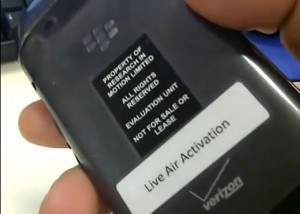 PROPERTY OF
RESEARCH IN
MOTION LIMITED
ALL RIGHTS
RESERVED
EVALUATION UNIT
NOT FOR SALE OR
LEASE
Live Air Activation
verizon